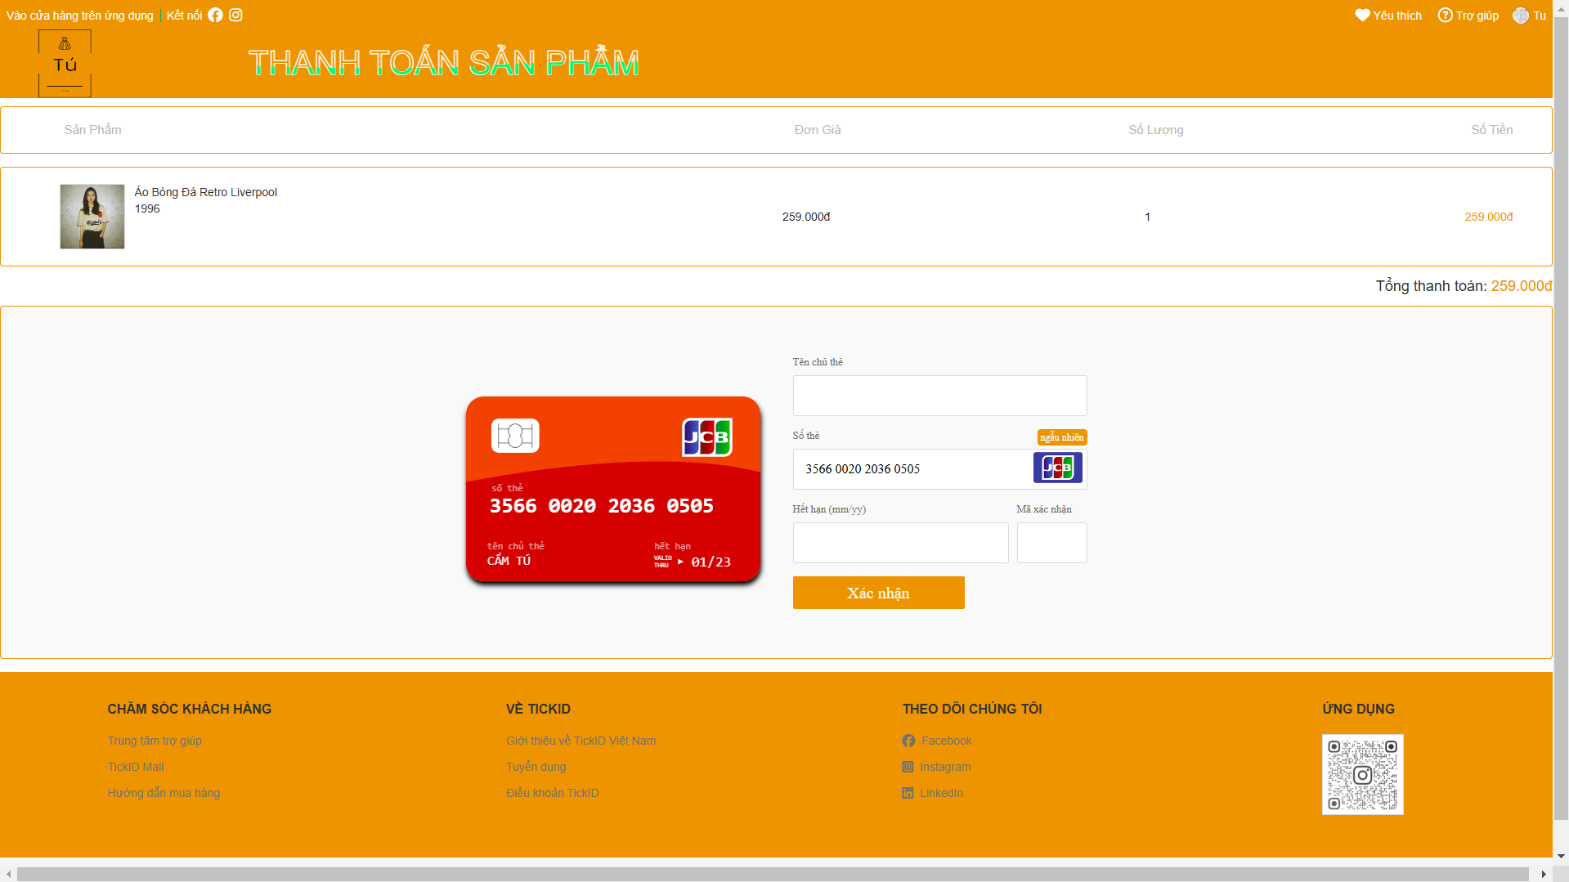 Vào cửa hàng trên ứng dụng | Kết nối
Yêu thích Trợ giúp Tu
Tú
THANH TOÁN SẢN PHẨM
Sản Phẩm Đơn Giá Số Lượng Số Tiền
Áo Bóng Đá Retro Liverpool
1996
259.000đ 1 259.000đ
Tổng thanh toán: 259.000đ
JCB
số thẻ
3566 0020 2036 0505
tên chủ thẻ
CẨM TÚ
hết hạn
VALID
THRU
01/23
Tên chủ thẻ
Số thẻ ngẫu nhiên
3566 0020 2036 0505 JCB
Hết hạn (mm/yy) Mã xác nhận
Xác nhận
CHĂM SÓC KHÁCH HÀNG
Trung tâm trợ giúp
TickID Mall
Hướng dẫn mua hàng
VỀ TICKID
Giới thiệu về TickID Việt Nam
Tuyển dụng
Điều khoản TickID
THEO DÕI CHÚNG TÔI
Facebook
Instagram
LinkedIn
ỨNG DỤNG